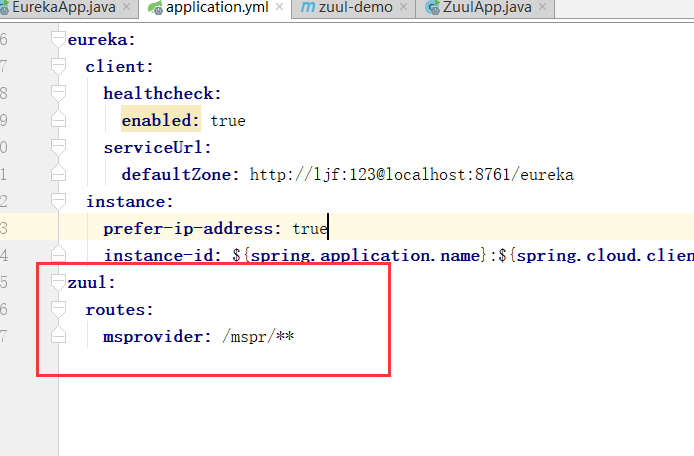 EurekaApp.java × application.yml × zuul-demo × ZuulApp.java ×
6 eureka:
7 client:
8 healthcheck:
9 enabled: true
0 serviceUrl:
1 defaultZone: http://ljf:123@localhost:8761/eureka
2 instance:
3 prefer-ip-address: true
4 instance-id: ${spring.application.name}:${spring.cloud.clien
5 zuul:
6 routes:
7 msprovider: /mspr/**